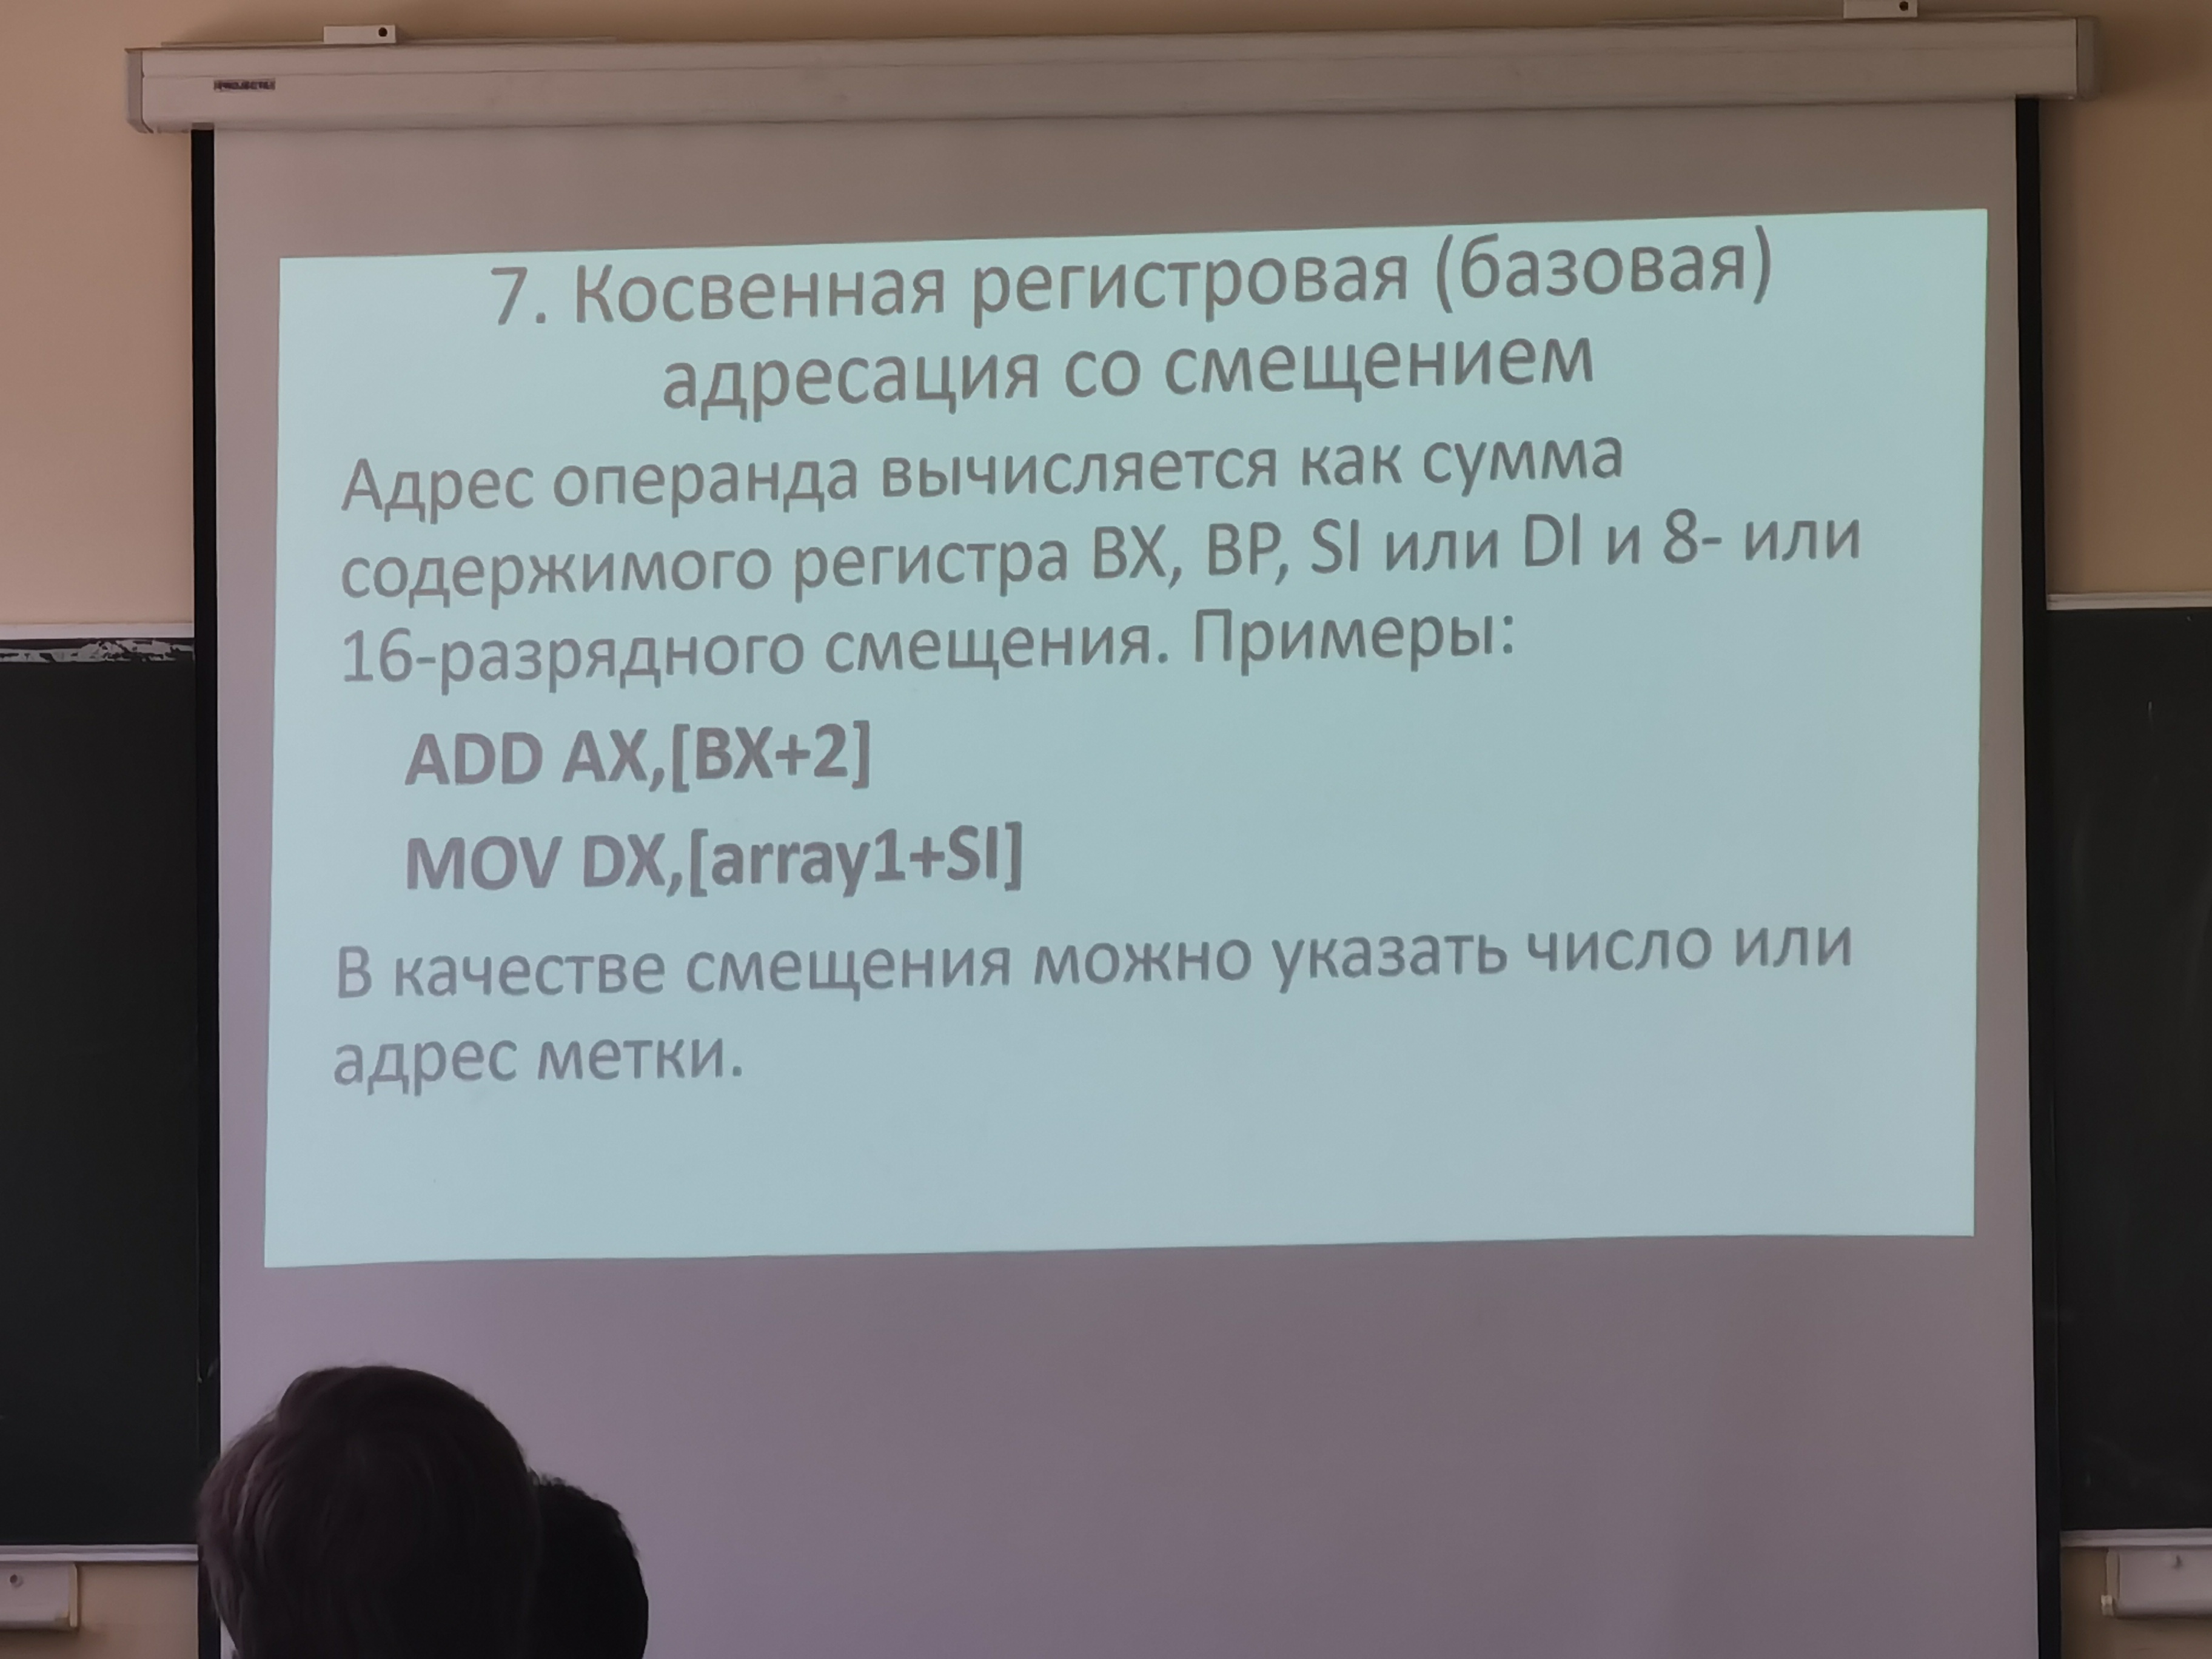 7. Косвенная регистровая (базовая)
адресация со смещением
Адрес операнда вычисляется как сумма
содержимого регистра BX, BP, SI или DI и 8- или
16-разрядного смещения. Примеры:
ADD AX,[BX+2]
MOV DX,[array1+SI]
В качестве смещения можно указать число или
адрес метки.